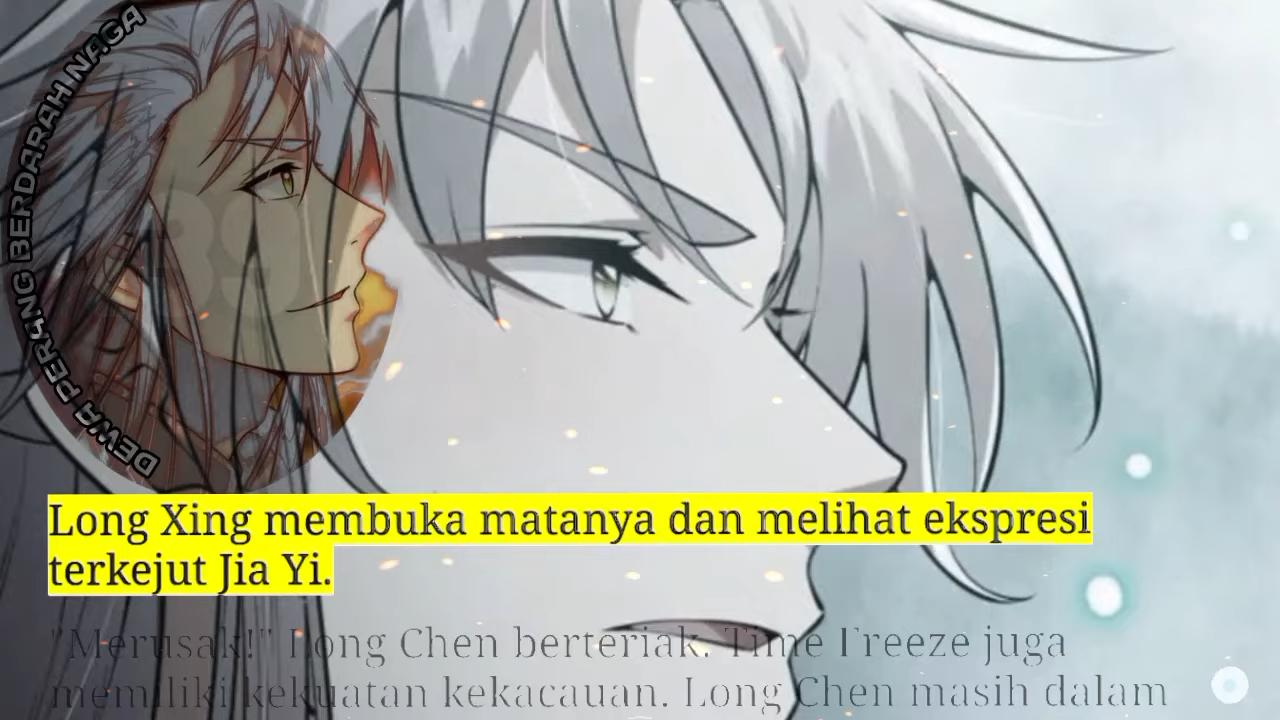 DEWA PERANG BERDARAH NAGA
Long Xing membuka matanya dan melihat ekspresi
terkejut Jia Yi.
"Merusak!" Long Chen berteriak. Time Freeze juga
memiliki kekuatan kekacauan. Long Chen masih dalam